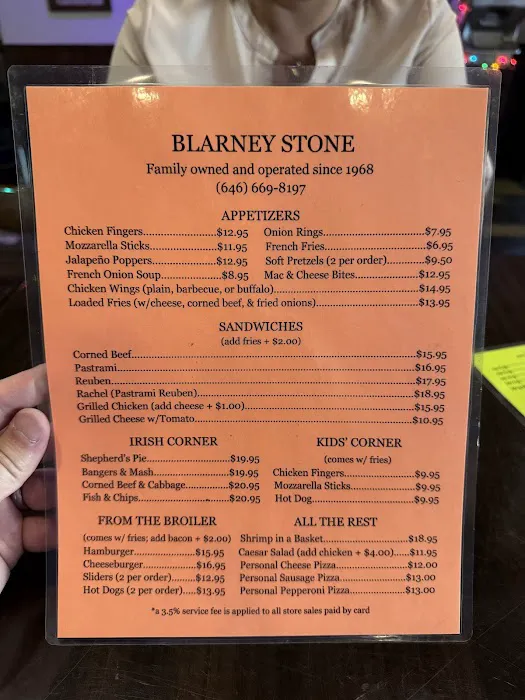 BLARNEY STONE
Family owned and operated since 1968
(646) 669-8197
APPETIZERS
Chicken Fingers..............................$12.95
Mozzarella Sticks............................$11.95
Jalapeño Poppers...........................$12.95
French Onion Soup.........................$8.95
Onion Rings....................................$7.95
French Fries....................................$6.95
Soft Pretzels (2 per order)..............$9.50
Mac & Cheese Bites.......................$12.95
Chicken Wings (plain, barbecue, or buffalo)..............................$14.95
Loaded Fries (w/cheese, corned beef, & fried onions)....................$13.95
SANDWICHES
(add fries + $2.00)
Corned Beef....................................................$15.95
Pastrami.........................................................$16.95
Reuben...........................................................$17.95
Rachel (Pastrami Reuben)...............................$18.95
Grilled Chicken (add cheese + $1.00)..............$15.95
Grilled Cheese w/Tomato................................$10.95
IRISH CORNER
Shepherd's Pie.........................$19.95
Bangers & Mash.......................$19.95
Corned Beef & Cabbage............$20.95
Fish & Chips.............................$20.95
KIDS' CORNER
(comes w/ fries)
Chicken Fingers........................$9.95
Mozzarella Sticks......................$9.95
Hot Dog....................................$9.95
FROM THE BROILER
(comes w/ fries; add bacon + $2.00)
Hamburger................$15.95
Cheeseburger.............$16.95
Sliders (2 per order)......$12.95
Hot Dogs (2 per order)....$13.95
ALL THE REST
Shrimp in a Basket..........................$18.95
Caesar Salad (add chicken + $4.00)....$11.95
Personal Cheese Pizza.....................$12.00
Personal Sausage Pizza...................$13.00
Personal Pepperoni Pizza................$13.00
*a 3.5% service fee is applied to all store sales paid by card